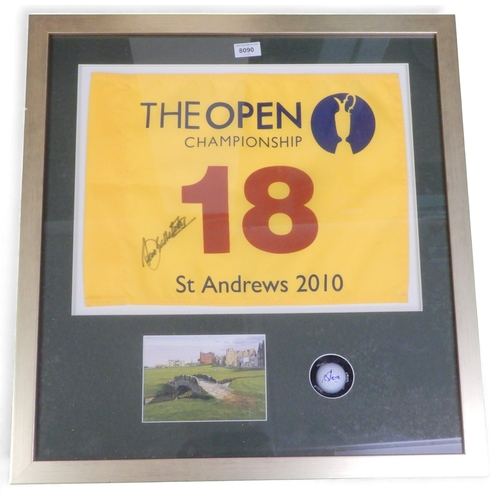 8090
THE OPEN
CHAMPIONSHIP
18
St Andrews 2010